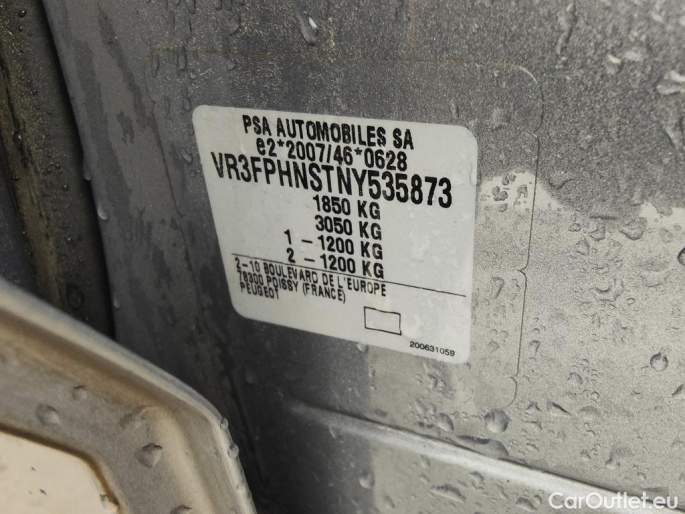 PSA AUTOMOBILES SA
e2*2007/46*0628
VR3FPHNSTNY535873
1850 KG
3050 KG
1 - 1200 KG
2 - 1200 KG
2-10 BOULEVARD DE L'EUROPE
78300 POISSY (FRANCE)
PEUGEOT
200631059
CarOutlet.eu